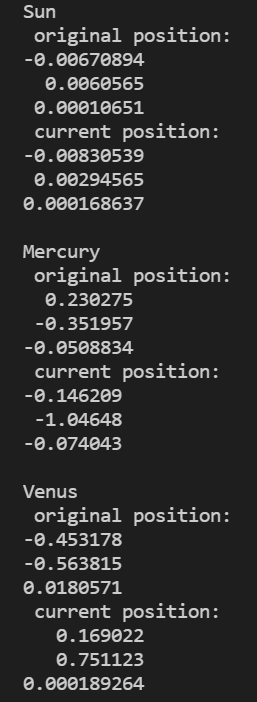 Sun
original position:
-0.00670894
0.0060565
0.00010651
current position:
-0.00830539
0.00294565
0.000168637
Mercury
original position:
0.230275
-0.351957
-0.0508834
current position:
-0.146209
-1.04648
-0.074043
Venus
original position:
-0.453178
-0.563815
0.0180571
current position:
0.169022
0.751123
0.000189264